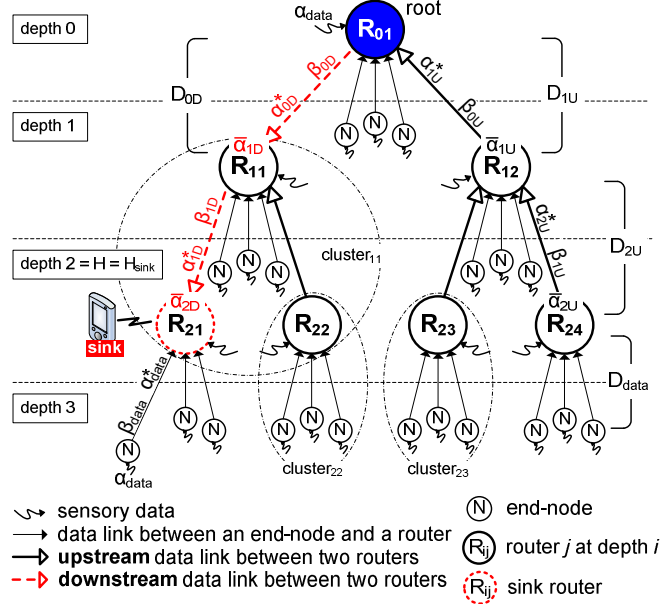 depth 0
α_data
R01
root
β0D
α*0D
α*1U
β0U
D0D
D1U
depth 1
N N N
ᾱ1D
R11
ᾱ1U
R12
β1D
α*1D
α*2U
β1U
N N N
N N N
D2U
depth 2 = H = Hsink
cluster11
sink
ᾱ2D
R21
R22
R23
ᾱ2U
R24
Ddata
βdata α*data
depth 3
N N
N N N
N N N
N N N
N
αdata
cluster22
cluster23
sensory data
data link between an end-node and a router
upstream data link between two routers
downstream data link between two routers
N end-node
Rij router j at depth i
Rij sink router